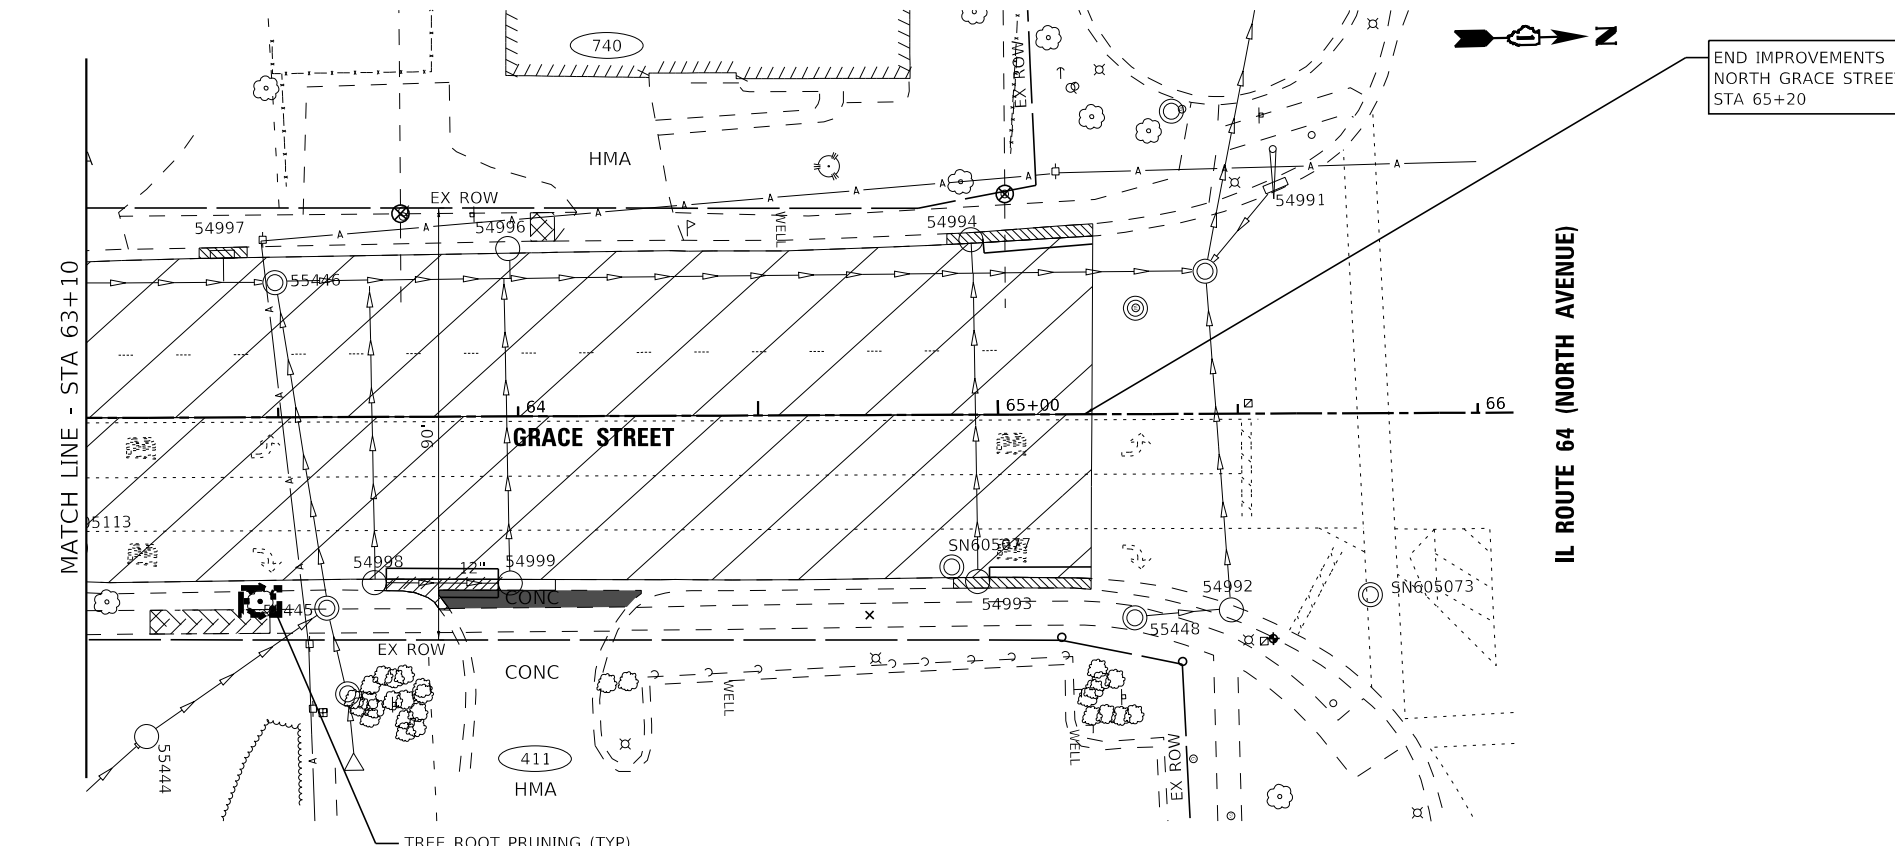 740
N
END IMPROVEMENTS
NORTH GRACE
STA 65+20
EX ROW
HMA
A
A
A
A
A
A
EX ROW
54997
54996
WELL
54994
54991
A
A
A
A
A
55446
MATCH LINE - STA 63+10
IL ROUTE 64 (NORTH AVENUE)
A
A
64
65+00
66
90'
GRACE STREET
A
A
54998
12"
54999
SN605077
CONC
54993
54992
SN605073
55448
EX ROW
CONC
WELL
WELL
EX ROW
55444
A
411
HMA
TREE ROOT PRUNING (TYP)